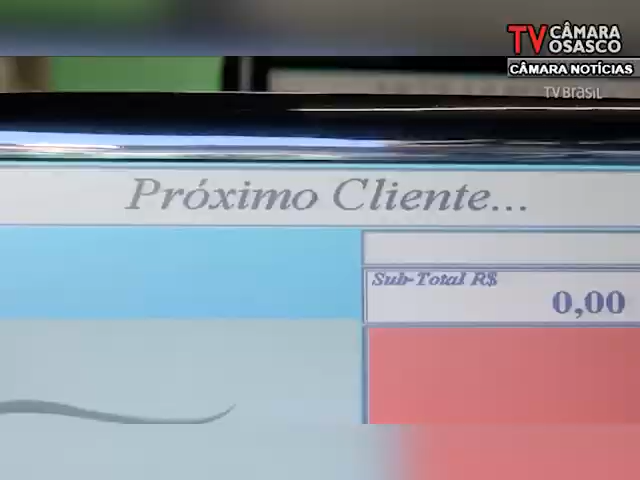 TV CÂMARA
OSASCO
CÂMARA NOTÍCIAS
TV BRASIL
Próximo Cliente...
Sub-Total R$
0,00